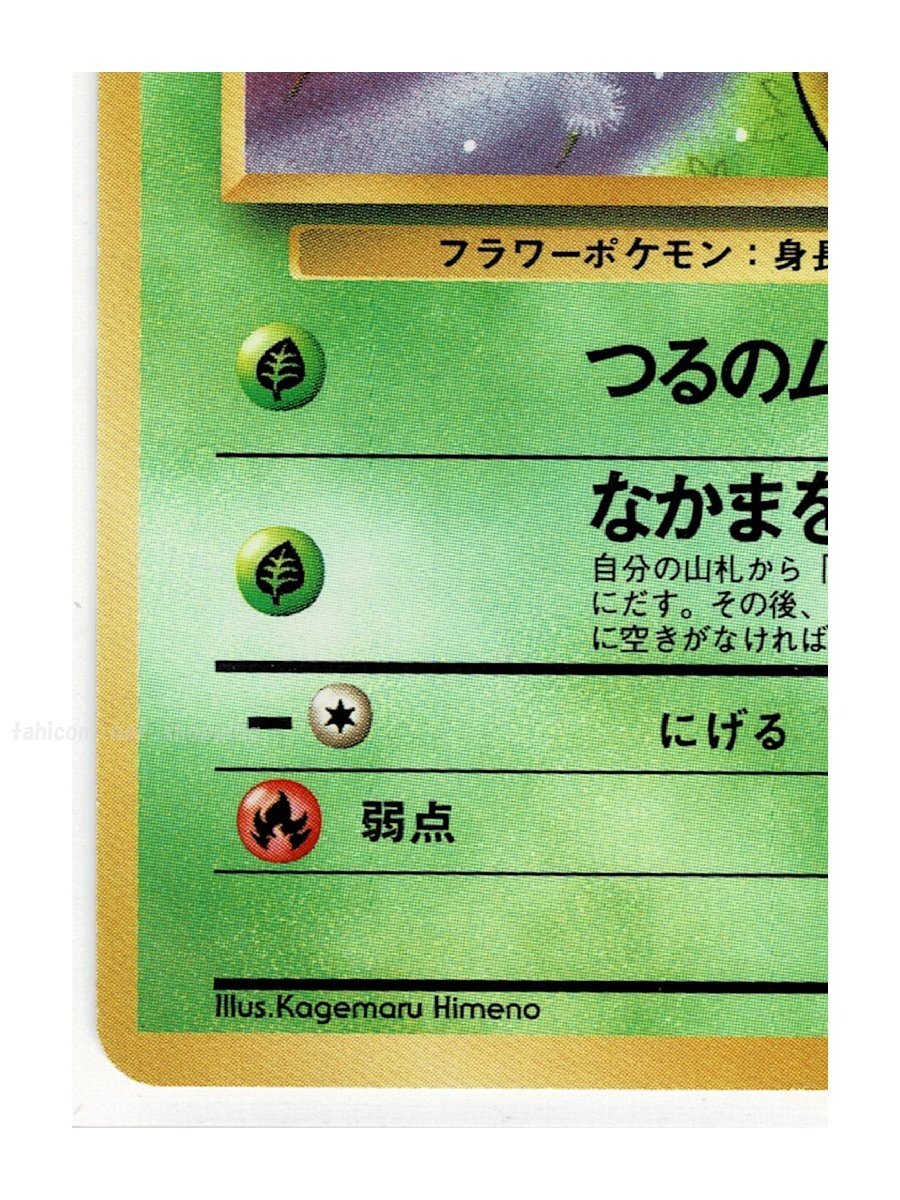 フラワーポケモン：身長
つるのム
なかまを
自分の山札から「
にだす。その後、
に空きがなければ
にげる
弱点
Illus.Kagemaru Himeno